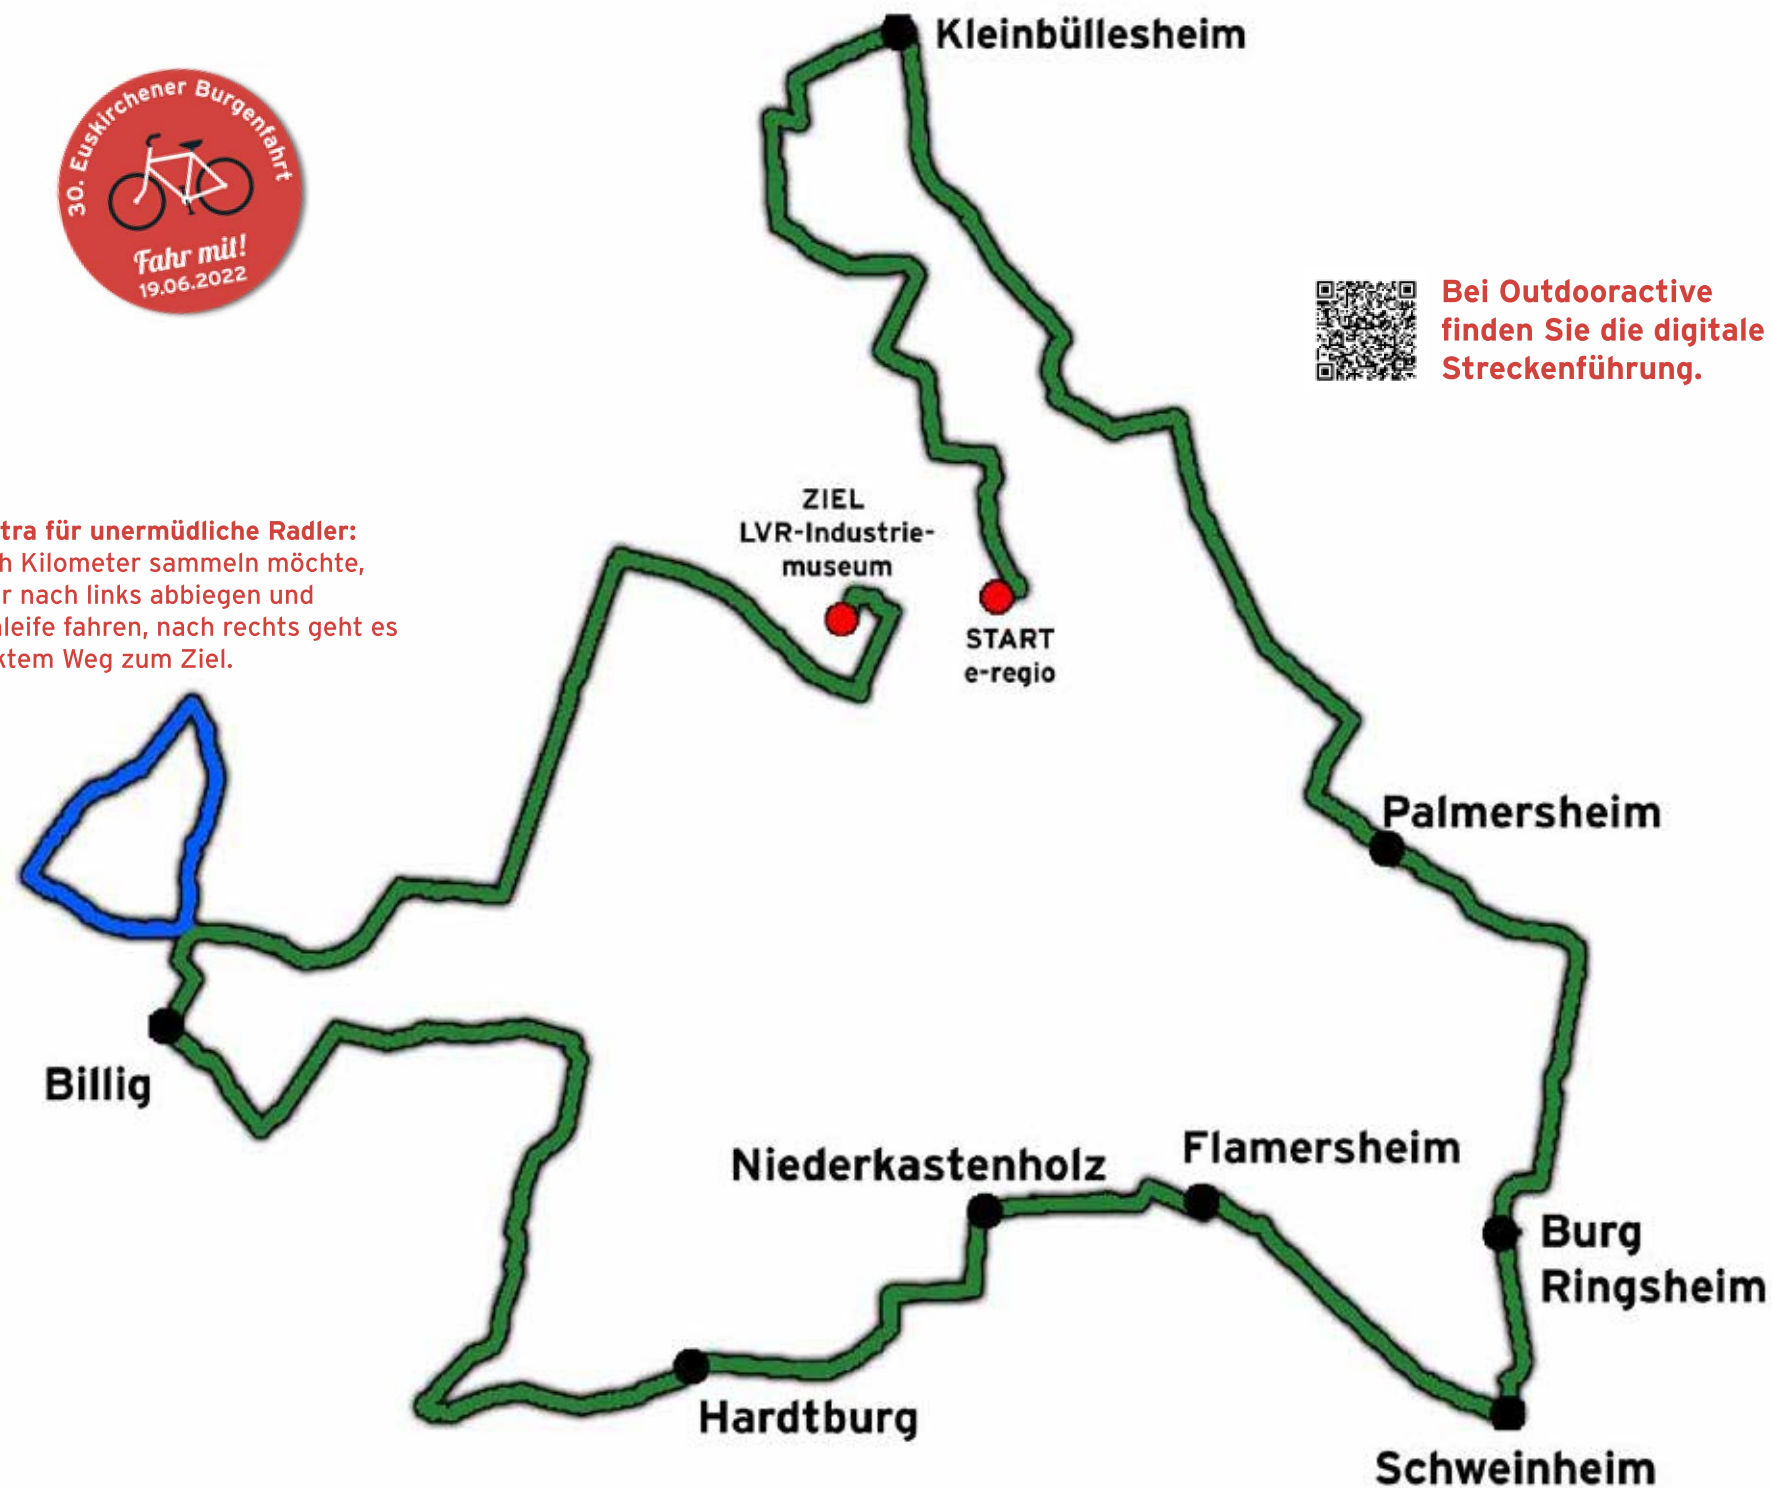 30. Euskirchener Burgenfahrt
Fahr mit!
19.06.2022
Kleinbüllesheim
Bei Outdooractive
finden Sie die digitale
Streckenführung.
ZIEL
LVR-Industrie-
museum
START
e-regio
tra für unermüdliche Radler:
h Kilometer sammeln möchte,
r nach links abbiegen und
leife fahren, nach rechts geht es
ktem Weg zum Ziel.
Palmersheim
Billig
Niederkastenholz
Flamersheim
Burg
Ringsheim
Hardtburg
Schweinheim